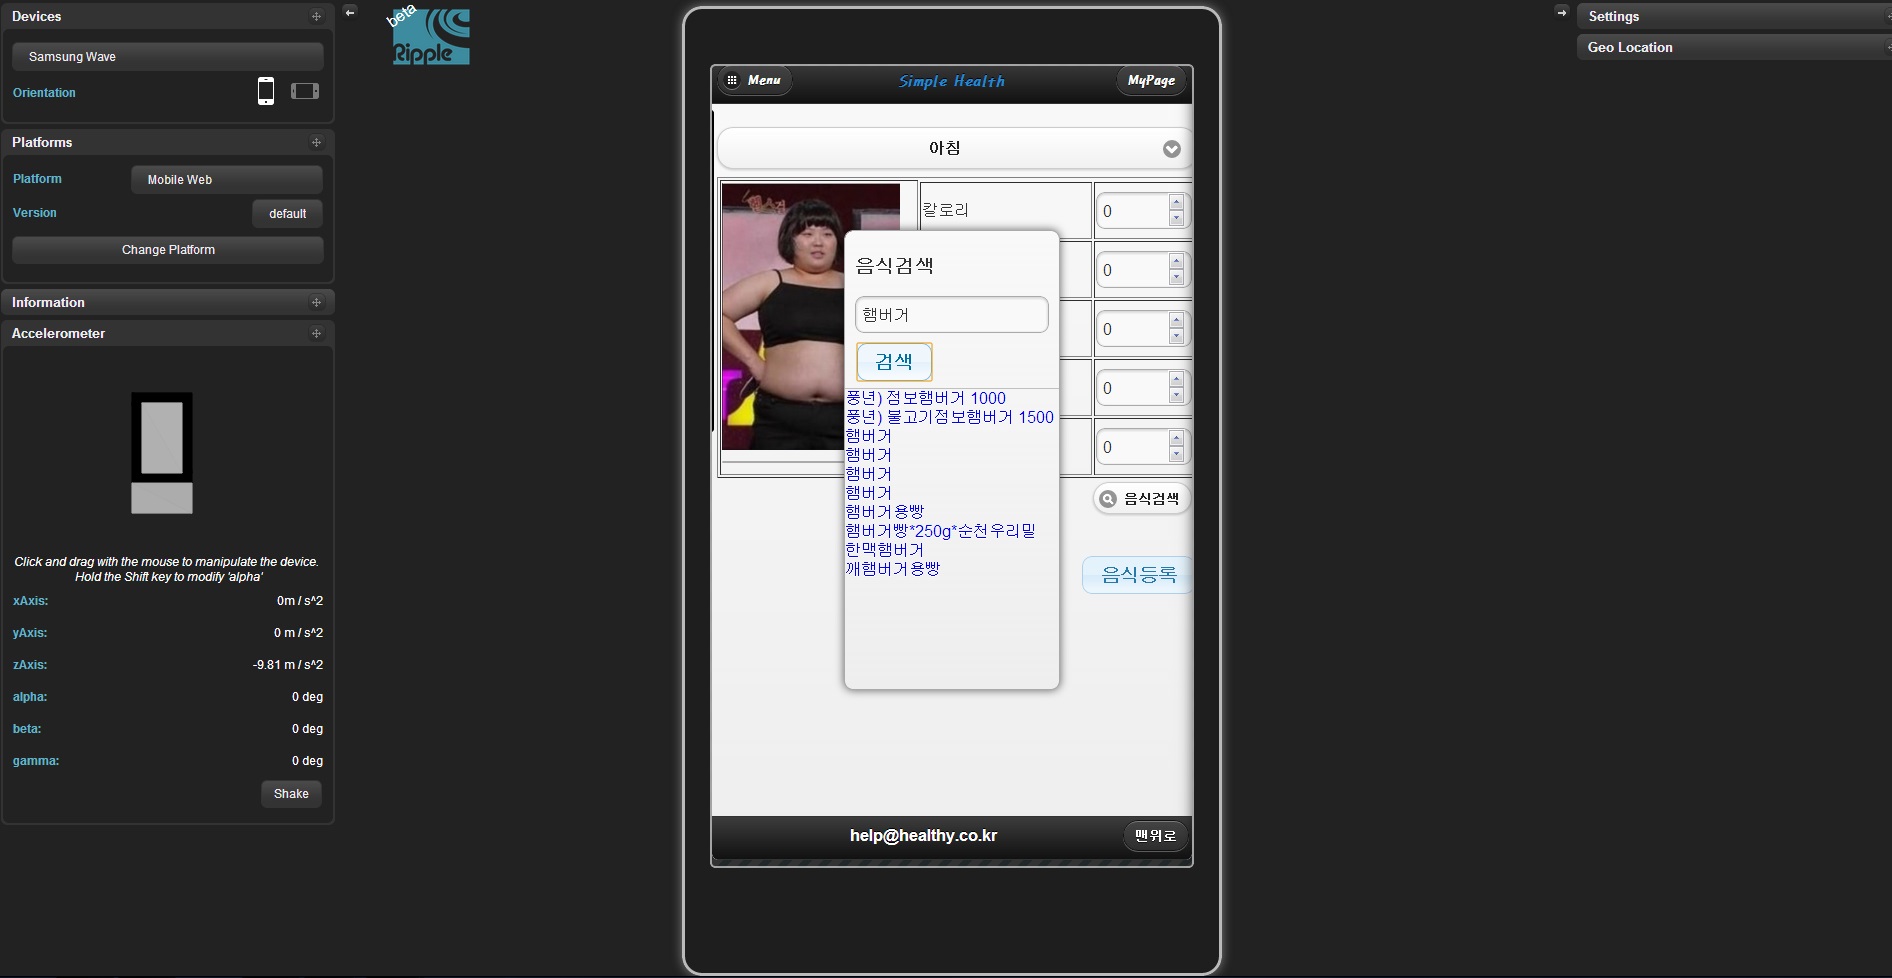 Devices
Samsung Wave
Orientation
Platforms
Platform
Mobile Web
Version
default
Change Platform
Information
Accelerometer
Click and drag with the mouse to manipulate the device.
Hold the Shift key to modify 'alpha'
xAxis: 0m / s^2
yAxis: 0 m / s^2
zAxis: -9.81 m / s^2
alpha: 0 deg
beta: 0 deg
gamma: 0 deg
Shake
beta
Ripple
Menu
Simple Health
MyPage
아침
칼로리
0
0
0
0
0
음식검색
햄버거
검색
풍년) 점보햄버거 1000
풍년) 불고기점보햄버거 1500
햄버거
햄버거
햄버거
햄버거
햄버거용빵
햄버거빵*250g*순천우리밀
한맥햄버거
깨햄버거용빵
음식검색
음식등록
help@healthy.co.kr
맨위로
Settings
Geo Location